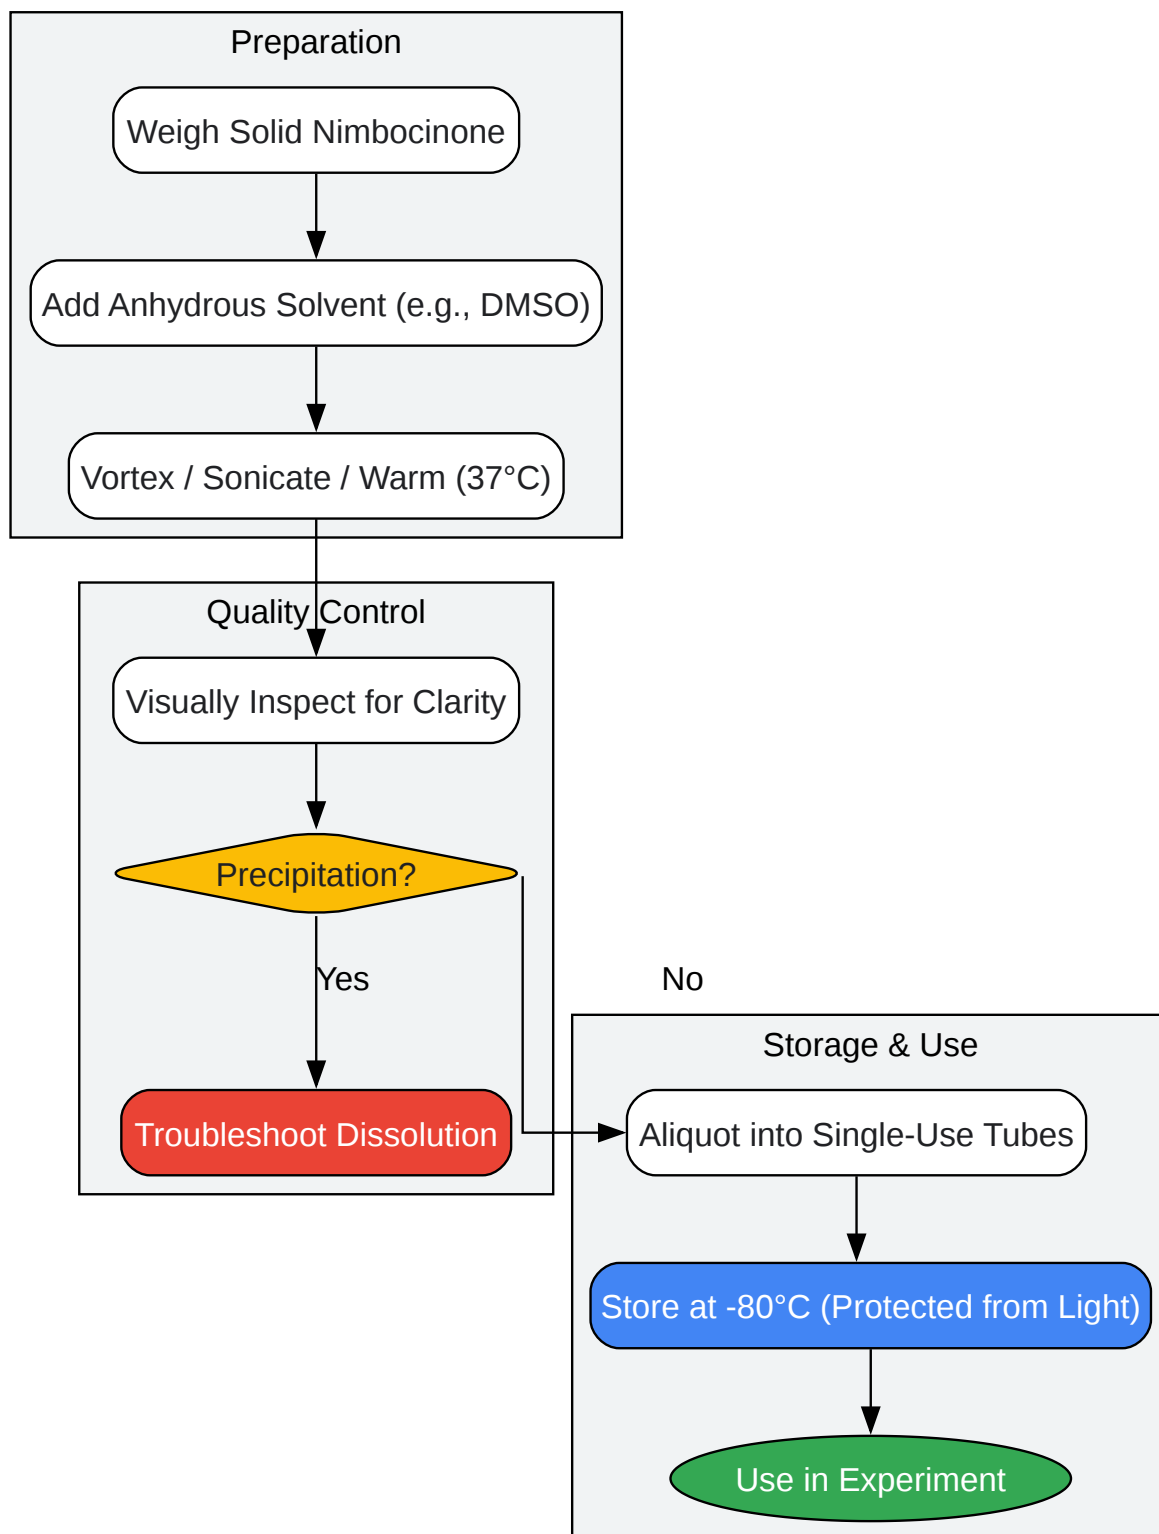 Preparation
Weigh Solid Nimbocinone
Add Anhydrous Solvent (e.g., DMSO)
Vortex / Sonicate / Warm (37°C)
Quality Control
Visually Inspect for Clarity
Precipitation?
Yes
No
Troubleshoot Dissolution
Storage & Use
Aliquot into Single-Use Tubes
Store at -80°C (Protected from Light)
Use in Experiment